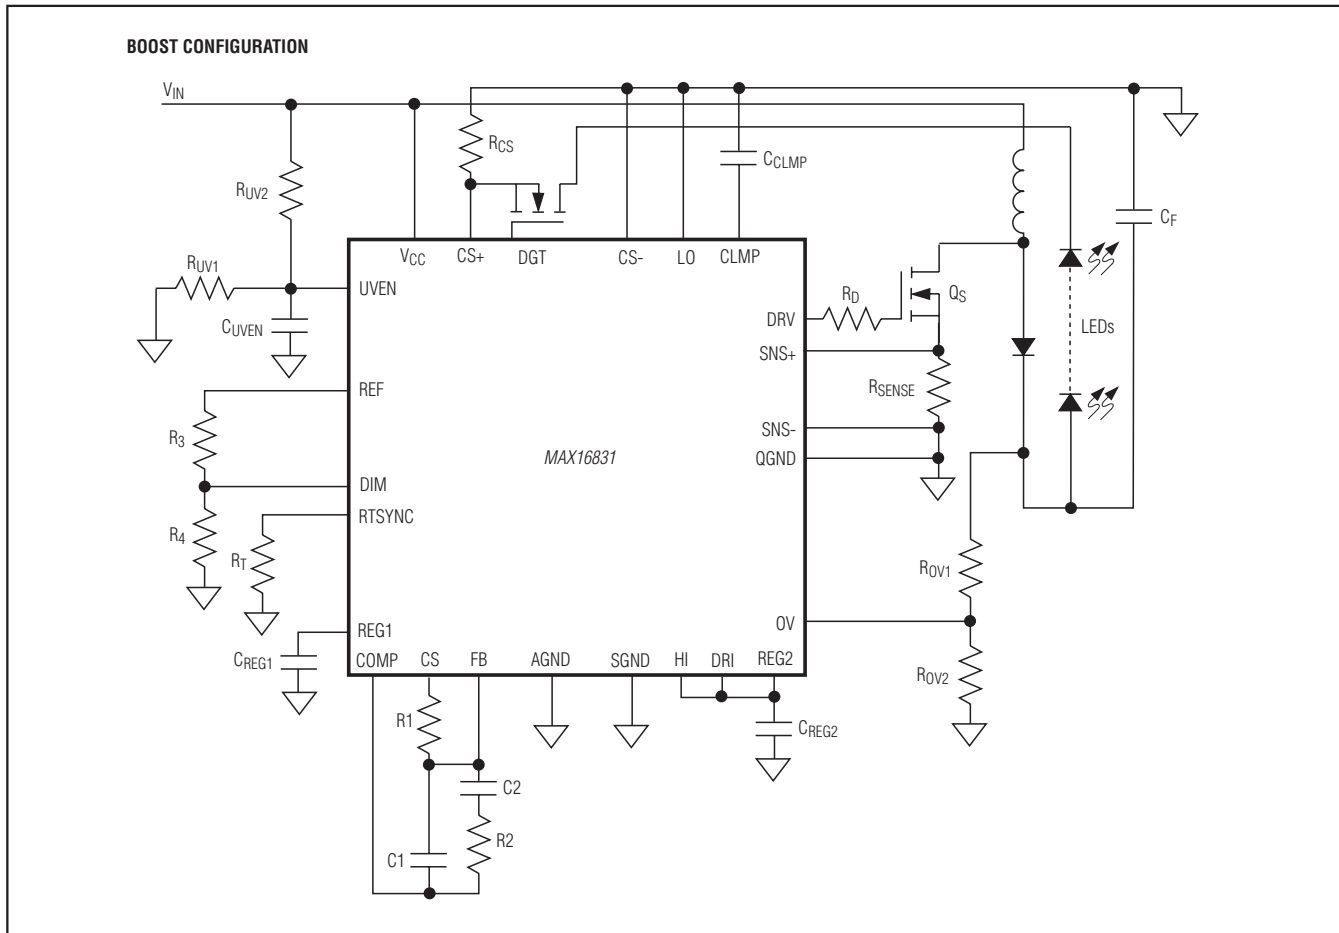 BOOST CONFIGURATION
VIN
RCS
CCLMP
RUV2
CF
VCC
CS+
DGT
CS-
LO
CLMP
RUV1
UVEN
CUVEN
DRV
RD
QS
LEDs
SNS+
REF
RSENSE
R3
SNS-
MAX16831
QGND
DIM
RTSYNC
R4
RT
ROV1
OV
REG1
CREG1
COMP
CS
FB
AGND
SGND
HI
DRI
REG2
ROV2
R1
CREG2
C2
R2
C1